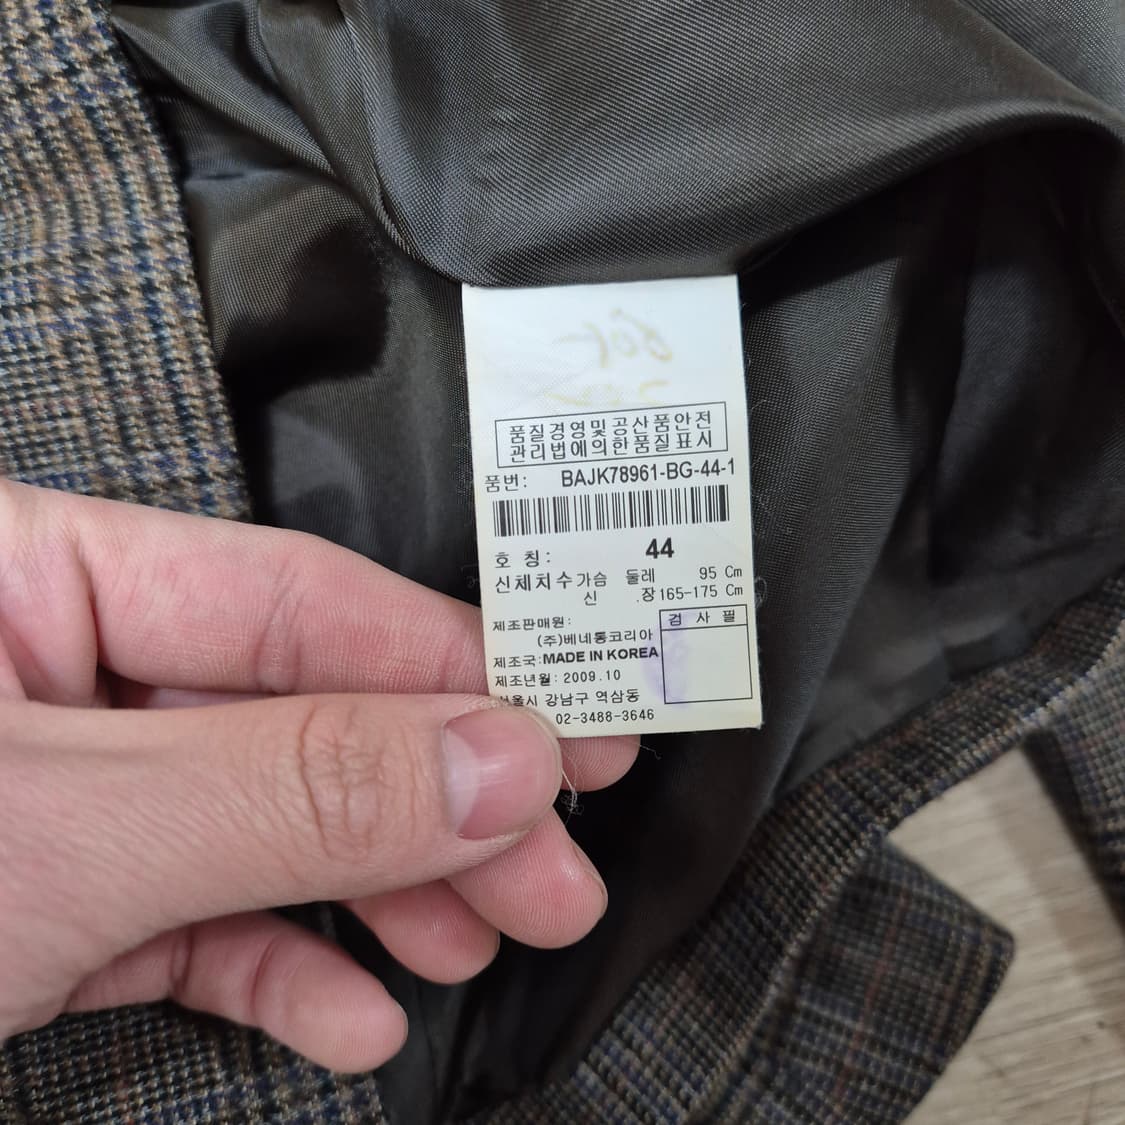 품질경영및공산품안전
관리법에의한품질표시
품번: BAJK78961-BG-44-1
호 칭: 44
신체치수 가슴 둘레 95 Cm
신 .장 165-175 Cm
제조판매원:
(주)베네통코리아
제조국:MADE IN KOREA
제조년월: 2009.10
서울시 강남구 역삼동
02-3488-3646
검 사 필